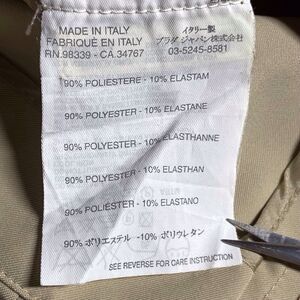 MADE IN ITALY
FABRIQUÉ EN ITALY
RN.98339 - CA.34767
イタリー製
プラダ ジャパン株式会社
03-5245-8581
90% POLIESTERE - 10% ELASTAM
90% POLYESTER - 10% ELASTANE
90% POLYESTER - 10% ELASTHANNE
90% POLYESTER - 10% ELASTHAN
90% POLIÉSTER - 10% ELASTANO
90% ポリエステル -10% ポリウレタン
SEE REVERSE FOR CARE INSTRUCTION